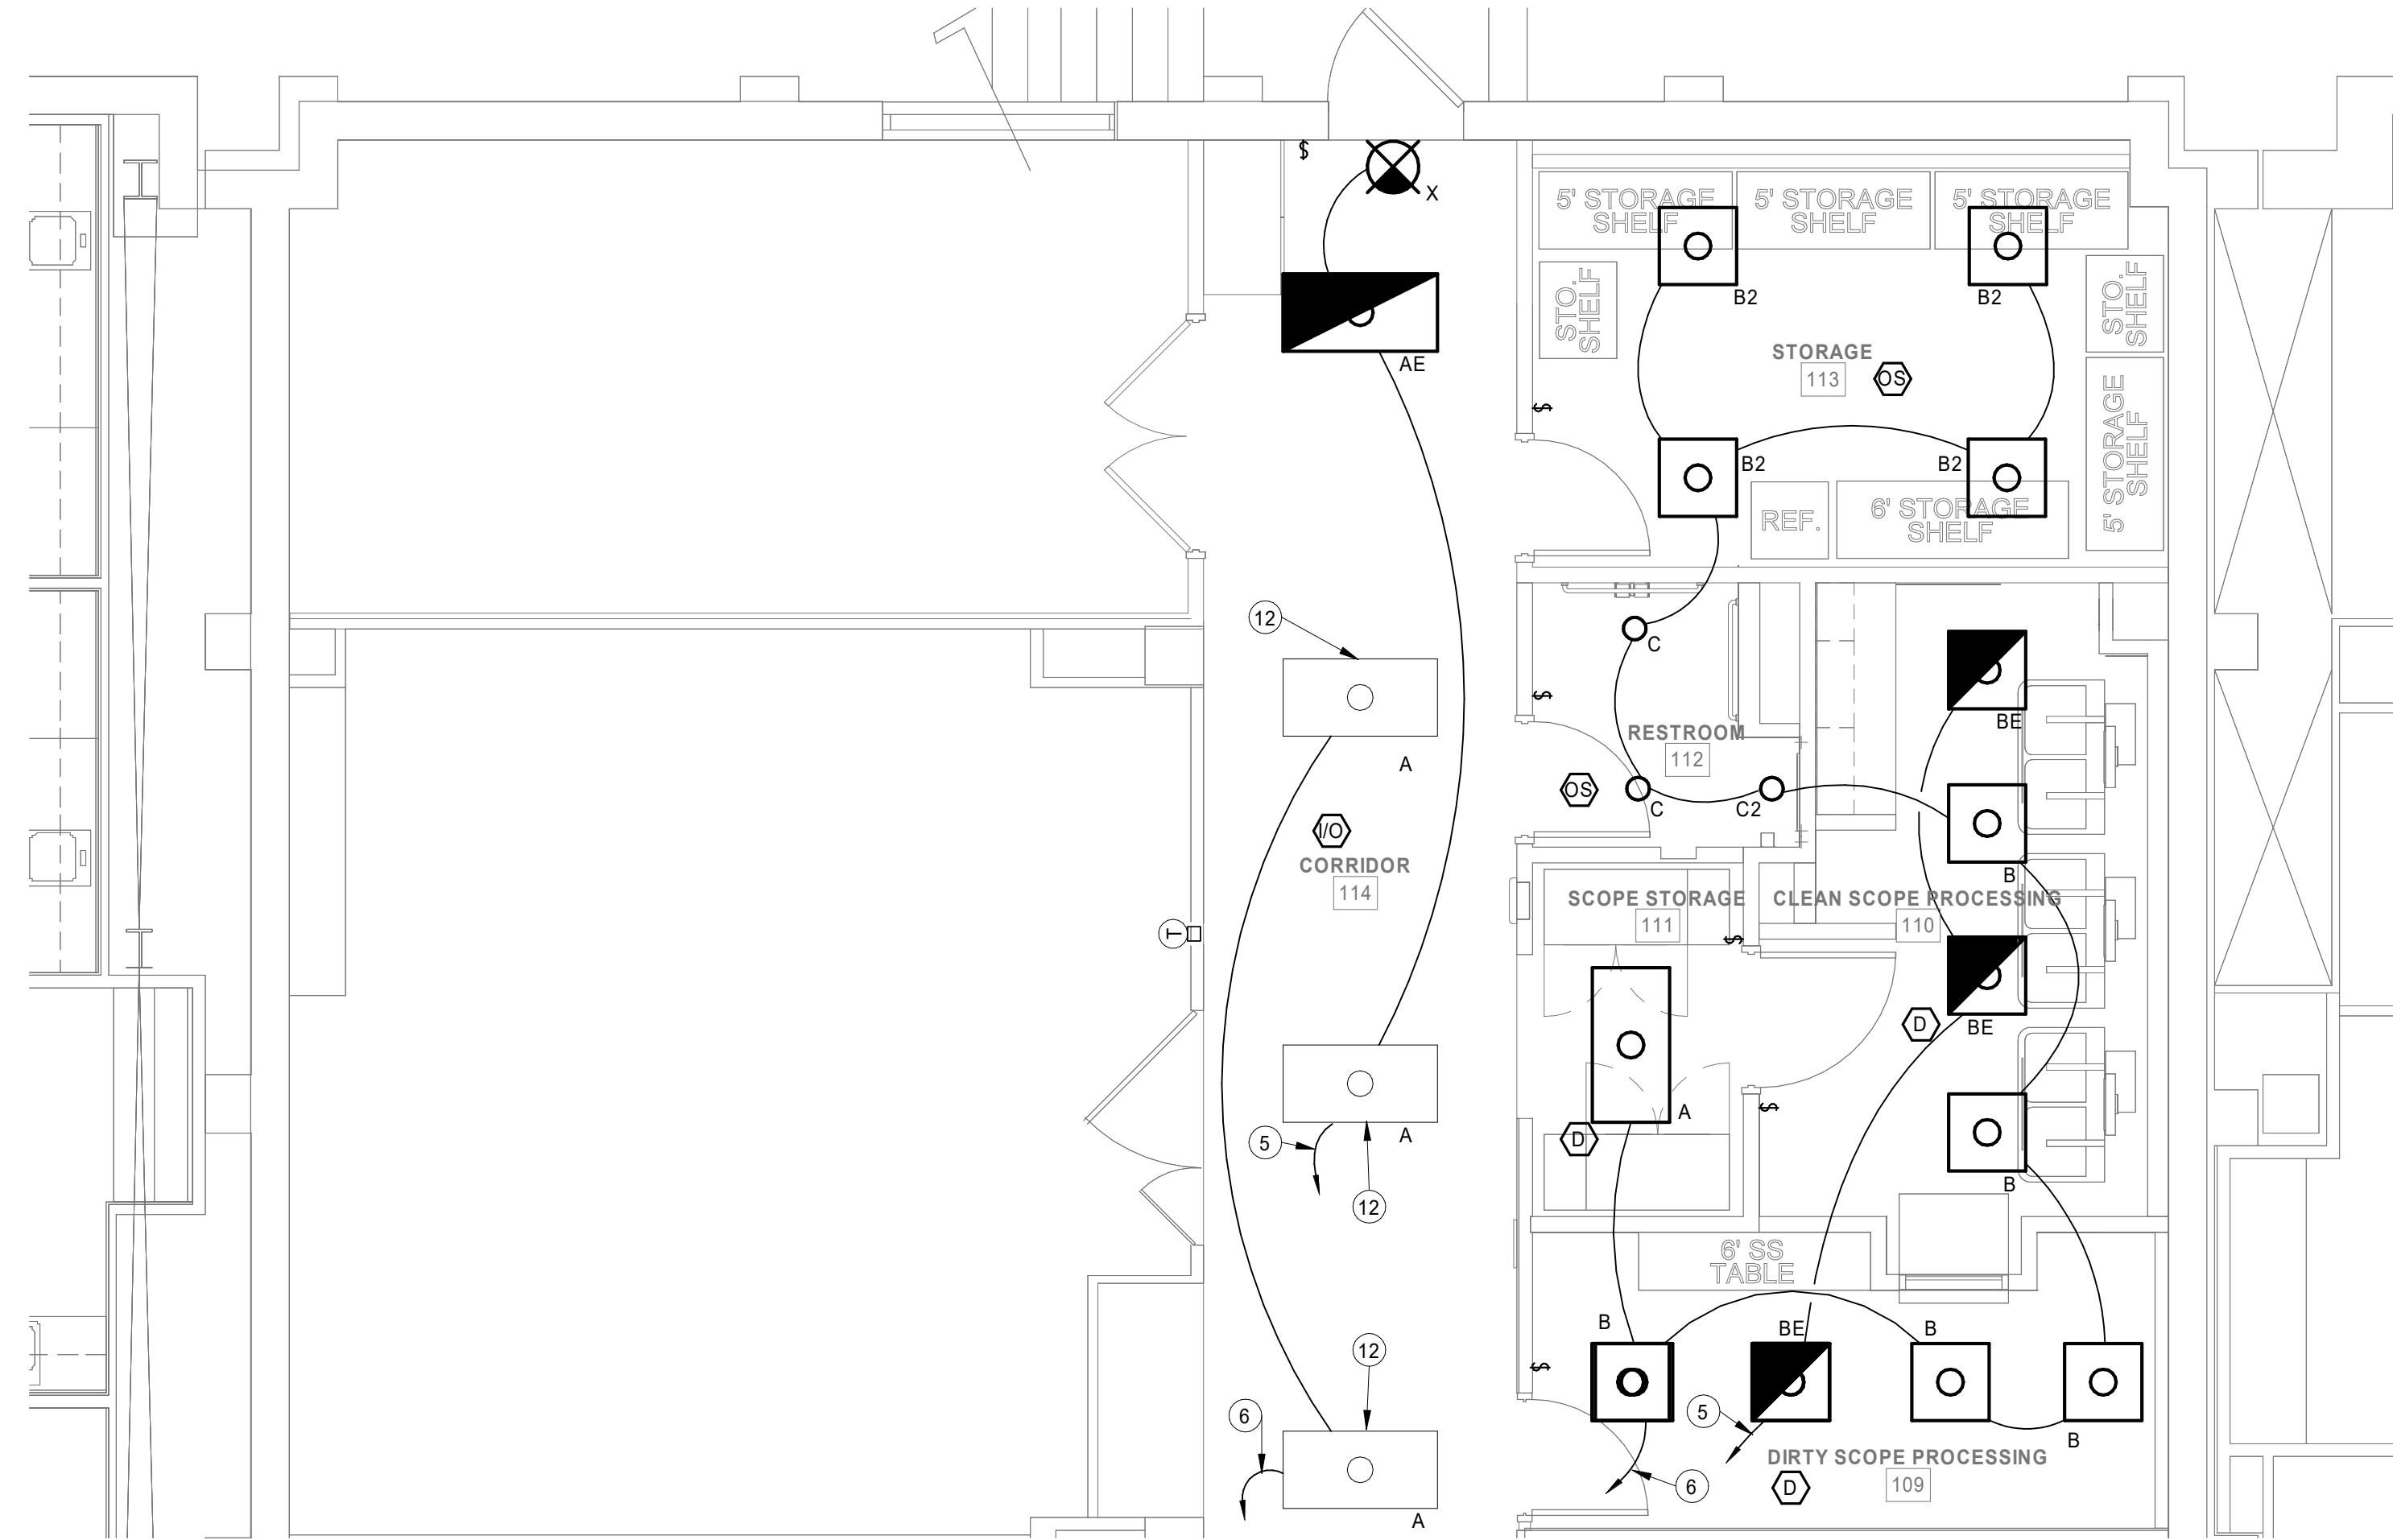 $
X
5' STORAGE
SHELF
5' STORAGE
SHELF
5' STORAGE
SHELF
B2
B2
STO.
SHELF
STO.
SHELF
AE
STORAGE
113
OS
5' STORAGE
SHELF
$
B2
B2
REF.
6' STORAGE
SHELF
12
C
BE
$
RESTROOM
112
A
OS
C
C2
I/O
CORRIDOR
114
B
SCOPE STORAGE
111
CLEAN SCOPE PROCESSING
110
T
$
D
BE
A
$
A
5
D
12
B
6' SS
TABLE
B
BE
B
12
$
6
5
B
DIRTY SCOPE PROCESSING
109
D
6
A